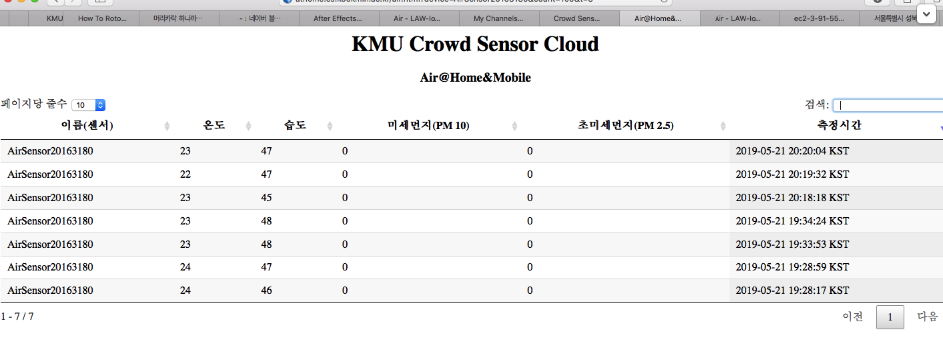 KMU How To Roto... 머리카락 하나하... - : 네이버 블... After Effects... Air - LAW-lo... My Channels... Crowd Sens... Air@Home&... Air - LAW-lo... ec2-3-91-55... 서울특별시 성북
KMU Crowd Sensor Cloud
Air@Home&Mobile
페이지당 줄수 10 검색:
이름(센서) 온도 습도 미세먼지(PM 10) 초미세먼지(PM 2.5) 측정시간
AirSensor20163180 23 47 0 0 2019-05-21 20:20:04 KST
AirSensor20163180 22 47 0 0 2019-05-21 20:19:32 KST
AirSensor20163180 23 45 0 0 2019-05-21 20:18:18 KST
AirSensor20163180 23 48 0 0 2019-05-21 19:34:24 KST
AirSensor20163180 23 48 0 0 2019-05-21 19:33:53 KST
AirSensor20163180 24 47 0 0 2019-05-21 19:28:59 KST
AirSensor20163180 24 46 0 0 2019-05-21 19:28:17 KST
1 - 7 / 7 이전 1 다음